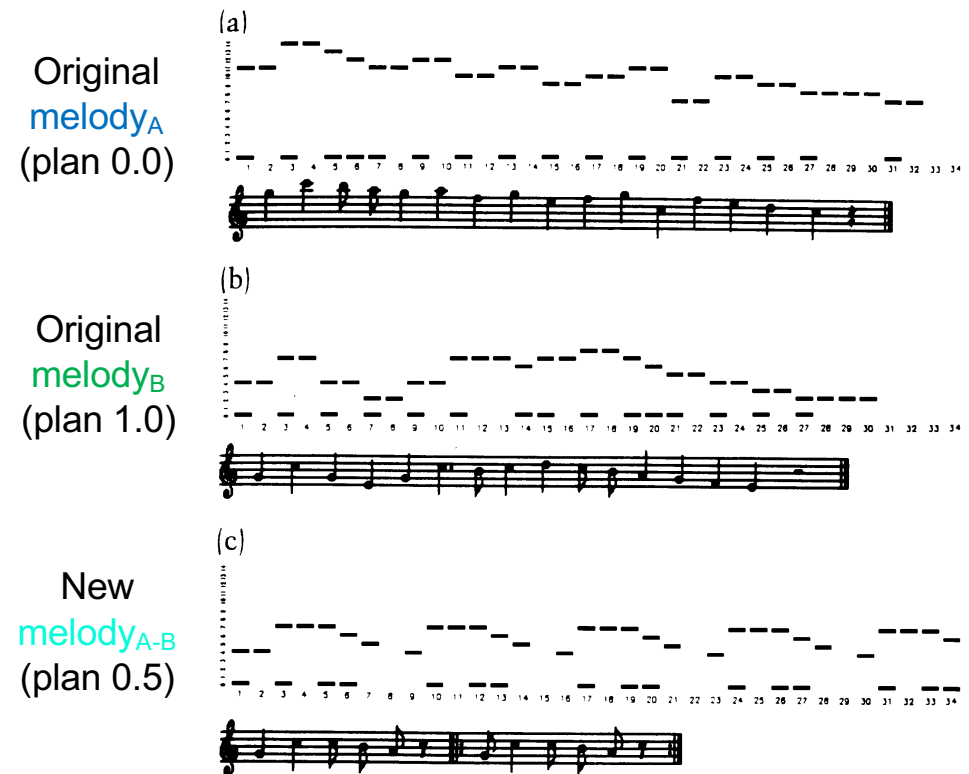 (a)
Original
melodyA
(plan 0.0)
1 2 3 4 5 6 7 8 9 10 11 12 13 14 15 16 17 18 19 20 21 22 23 24 25 26 27 28 29 30 31 32 33 34
(b)
Original
melodyB
(plan 1.0)
1 2 3 4 5 6 7 8 9 10 11 12 13 14 15 16 17 18 19 20 21 22 23 24 25 26 27 28 29 30 31 32 33 34
(c)
New
melodyA-B
(plan 0.5)
1 2 3 4 5 6 7 8 9 10 11 12 13 14 15 16 17 18 19 20 21 22 23 24 25 26 27 28 29 30 31 32 33 34